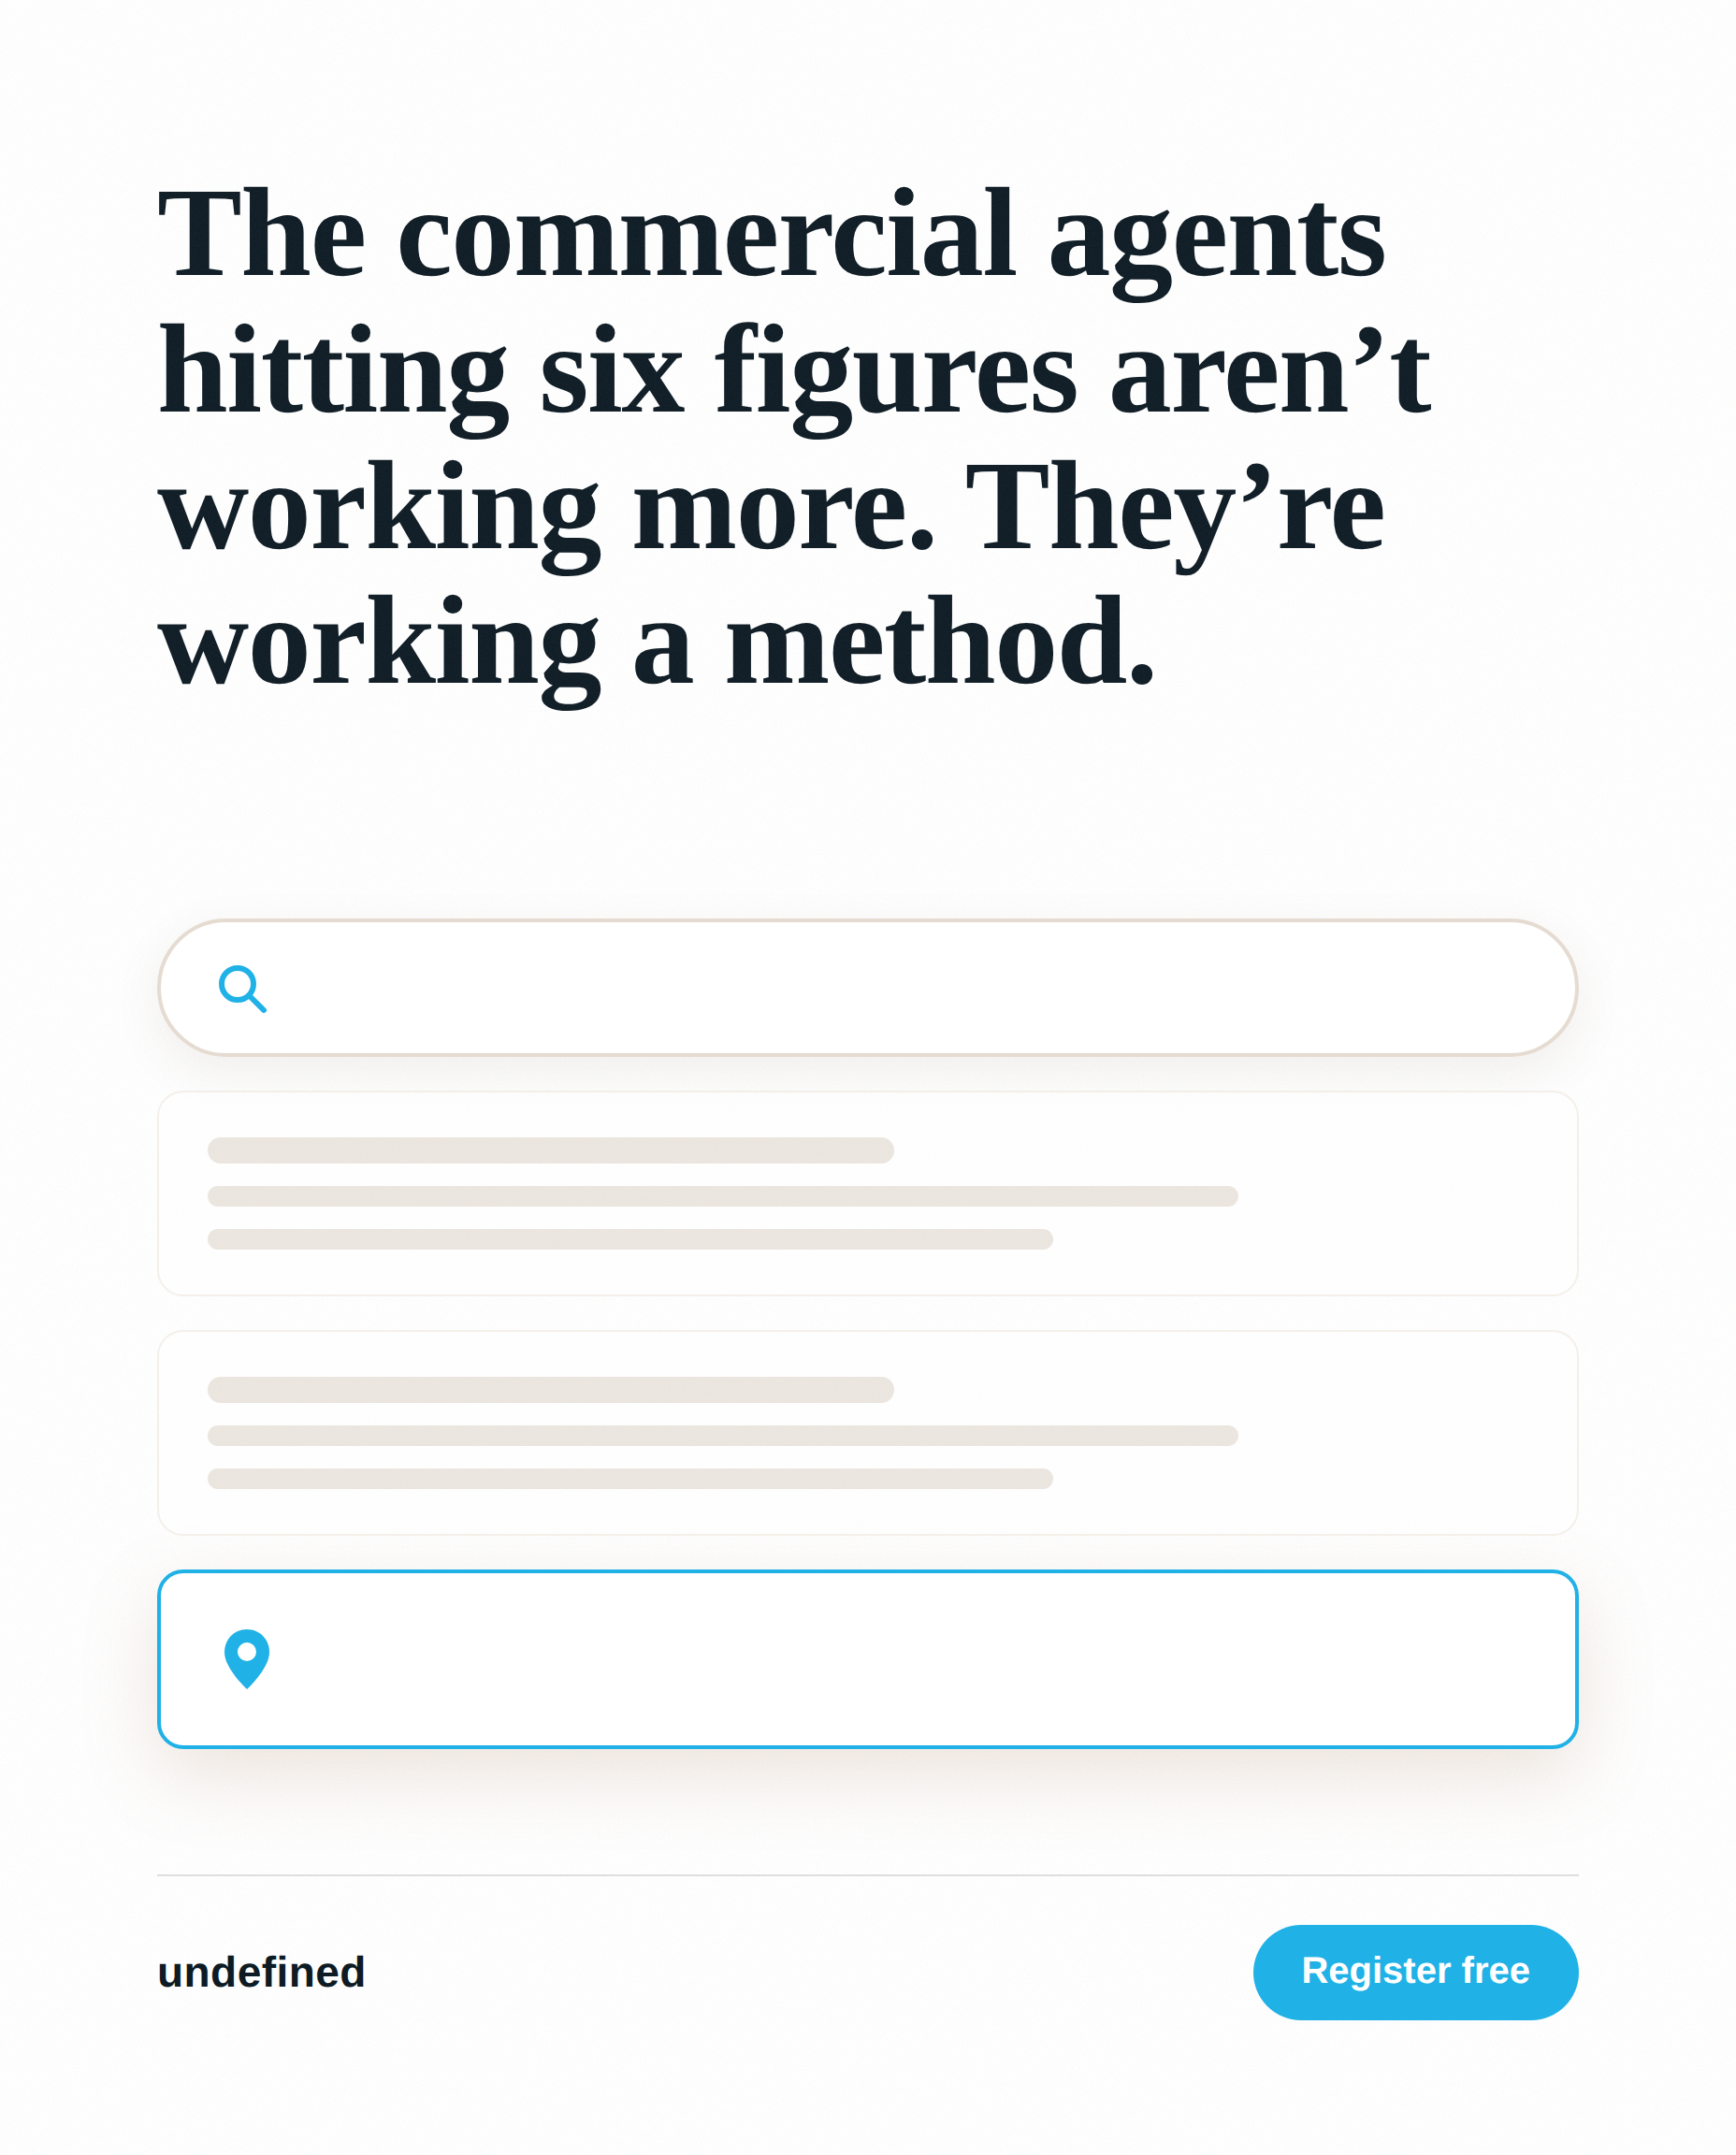 The commercial agents
hitting six figures aren’t
working more. They’re
working a method.
undefined
Register free